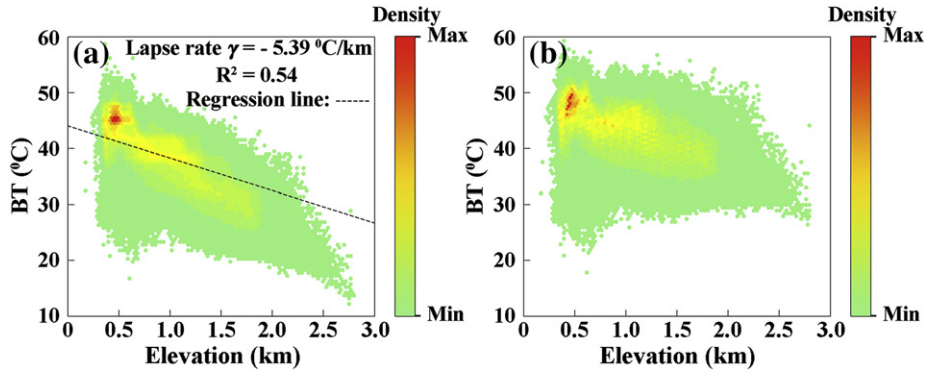 Density
Max
Min
(a)
Lapse rate γ = - 5.39 ⁰C/km
R² = 0.54
Regression line: -----
BT (⁰C)
60
50
40
30
20
10
0
0.5
1.0
1.5
2.0
2.5
3.0
Elevation (km)
Density
Max
Min
(b)
BT (⁰C)
60
50
40
30
20
10
0
0.5
1.0
1.5
2.0
2.5
3.0
Elevation (km)